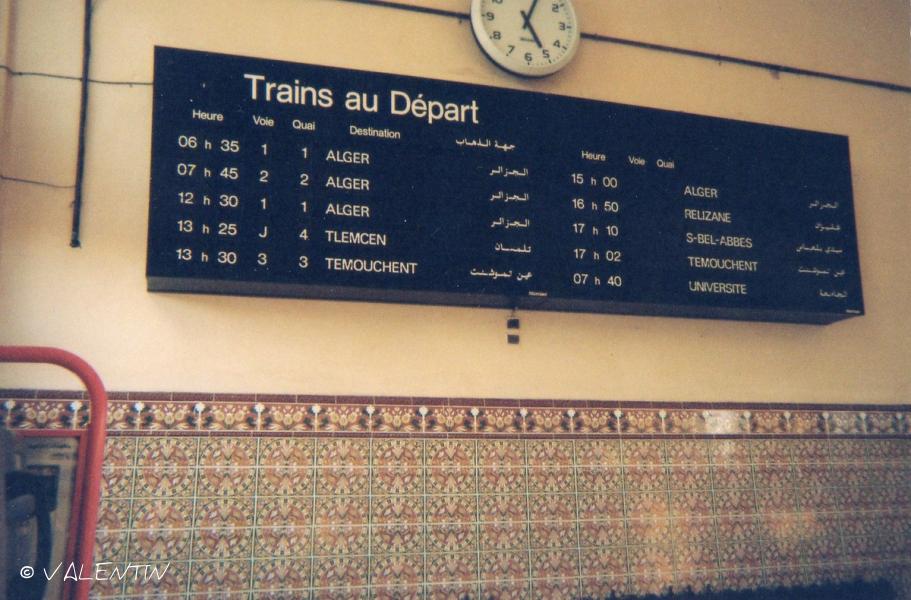 Trains au Départ
Heure Voie Quai Destination جهة الذهاب
06 h 35 1 1 ALGER الجزائر
07 h 45 2 2 ALGER الجزائر
12 h 30 1 1 ALGER الجزائر
13 h 25 J 4 TLEMCEN تلمسان
13 h 30 3 3 TEMOUCHENT عين تموشنت
Heure Voie Quai
15 h 00 ALGER الجزائر
16 h 50 RELIZANE
17 h 10 S-BEL-ABBES سيدي بلعباس
17 h 02 TEMOUCHENT عين تموشنت
07 h 40 UNIVERSITE الجامعة
© VALENTIN